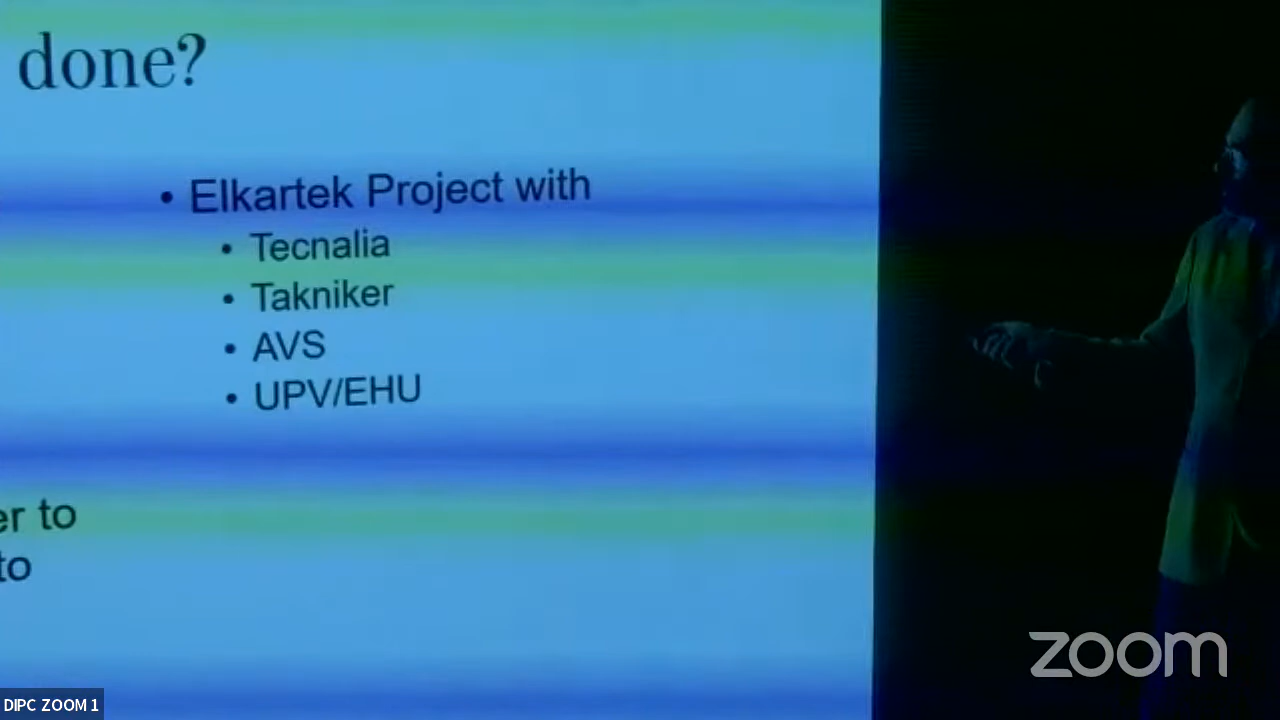 done?
• Elkartek Project with
• Tecnalia
• Takniker
• AVS
• UPV/EHU
er to
to
zoom
DIPC ZOOM 1